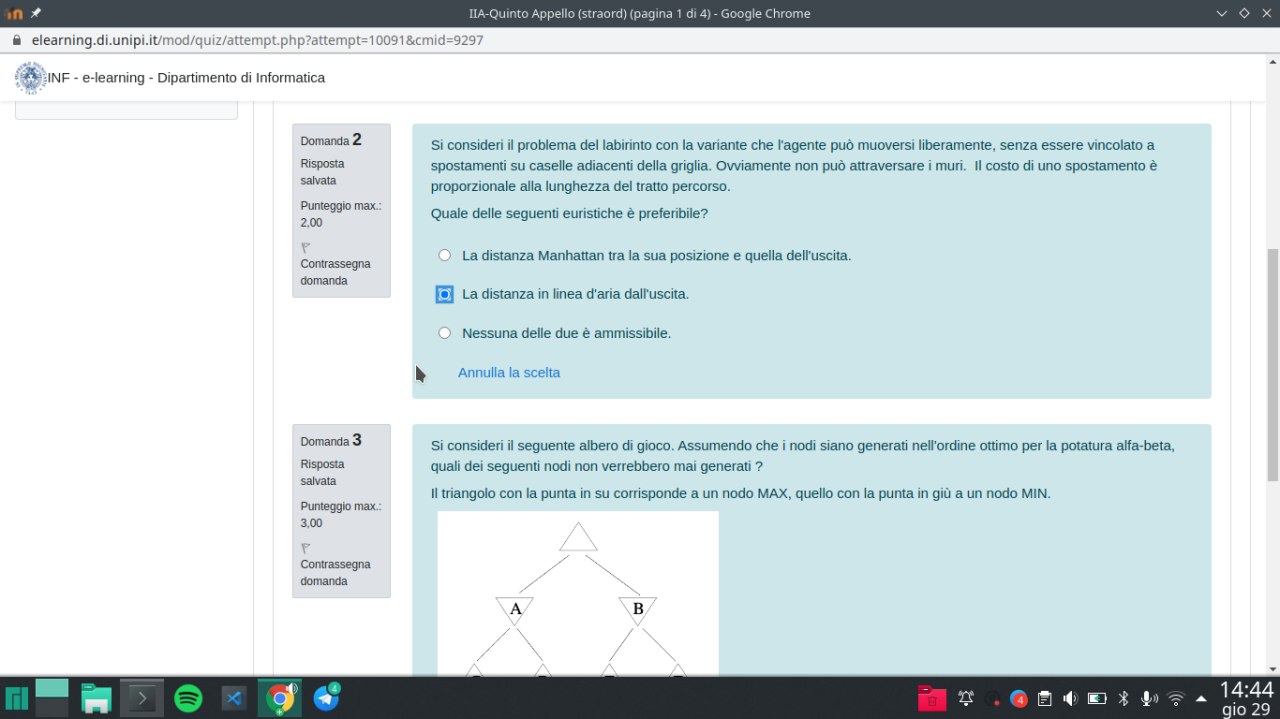 IIA-Quinto Appello (straord) (pagina 1 di 4) - Google Chrome
elearning.di.unipi.it/mod/quiz/attempt.php?attempt=10091&cmid=9297
INF - e-learning - Dipartimento di Informatica
Domanda 2
Risposta
salvata
Punteggio max.:
2,00
Contrassegna
domanda
Si consideri il problema del labirinto con la variante che l'agente può muoversi liberamente, senza essere vincolato a
spostamenti su caselle adiacenti della griglia. Ovviamente non può attraversare i muri.  Il costo di uno spostamento è
proporzionale alla lunghezza del tratto percorso.
Quale delle seguenti euristiche è preferibile?
La distanza Manhattan tra la sua posizione e quella dell'uscita.
La distanza in linea d'aria dall'uscita.
Nessuna delle due è ammissibile.
Annulla la scelta
Domanda 3
Risposta
salvata
Punteggio max.:
3,00
Contrassegna
domanda
Si consideri il seguente albero di gioco. Assumendo che i nodi siano generati nell'ordine ottimo per la potatura alfa-beta,
quali dei seguenti nodi non verrebbero mai generati ?
Il triangolo con la punta in su corrisponde a un nodo MAX, quello con la punta in giù a un nodo MIN.
A B
4
4
14:44
gio 29